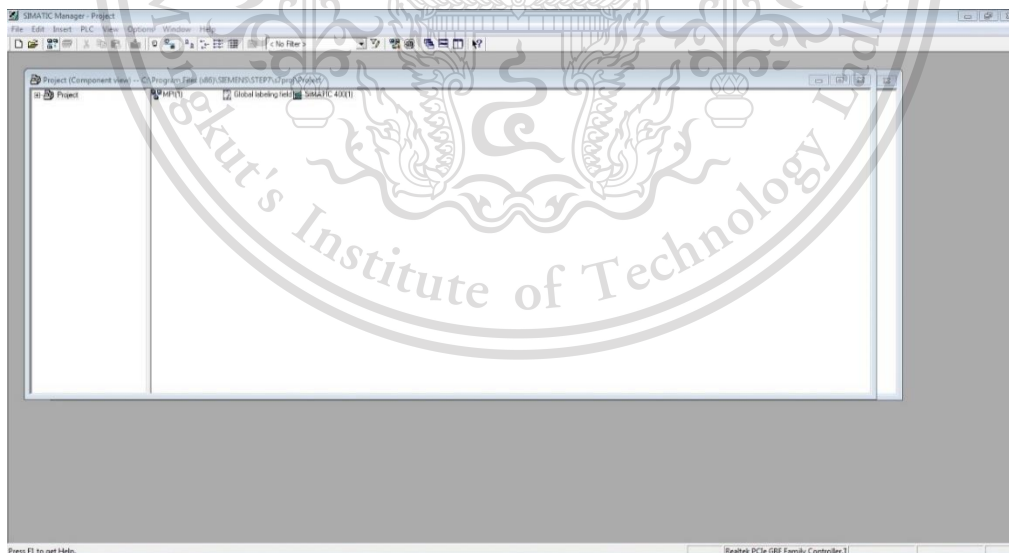 SIMATIC Manager - Project
File Edit Insert PLC View Options Window Help
< No Filter >
Project (Component view) -- C:\Program Files (x86)\SIEMENS\STEP7\s7proj\Project
Project
MPI(1)
Global labeling field
SIMATIC 400(1)
gkut's Institute of Technology Ladk
Press F1 to get Help.
Realtek PCIe GBE Family Controller.T